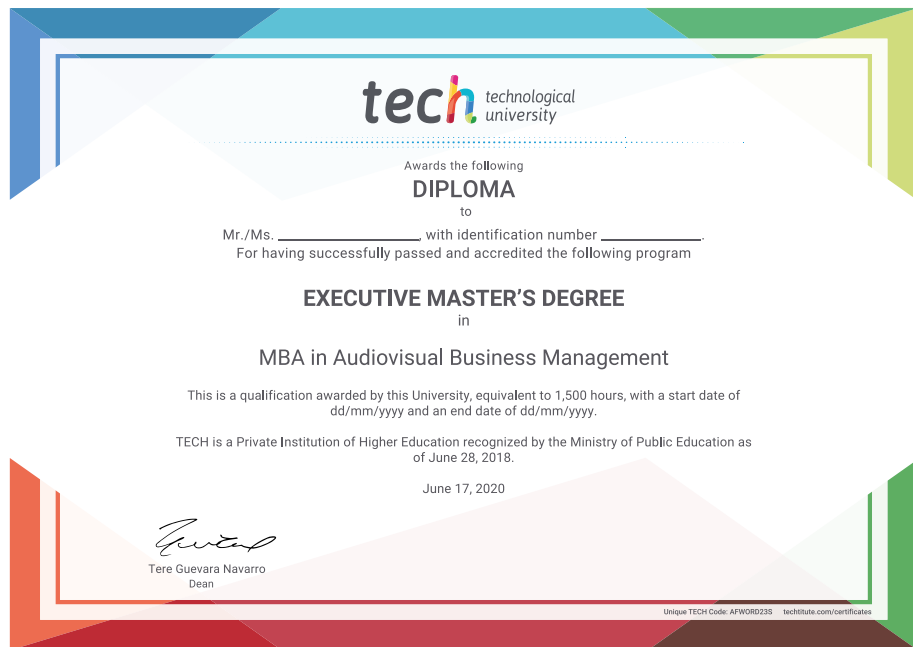 tech technological
university
Awards the following
DIPLOMA
to
Mr./Ms. ____________________, with identification number ______________.
For having successfully passed and accredited the following program
EXECUTIVE MASTER'S DEGREE
in
MBA in Audiovisual Business Management
This is a qualification awarded by this University, equivalent to 1,500 hours, with a start date of
dd/mm/yyyy and an end date of dd/mm/yyyy.
TECH is a Private Institution of Higher Education recognized by the Ministry of Public Education as
of June 28, 2018.
June 17, 2020
Tere Guevara Navarro
Dean
Unique TECH Code: AFWORD23S techtitute.com/certificates